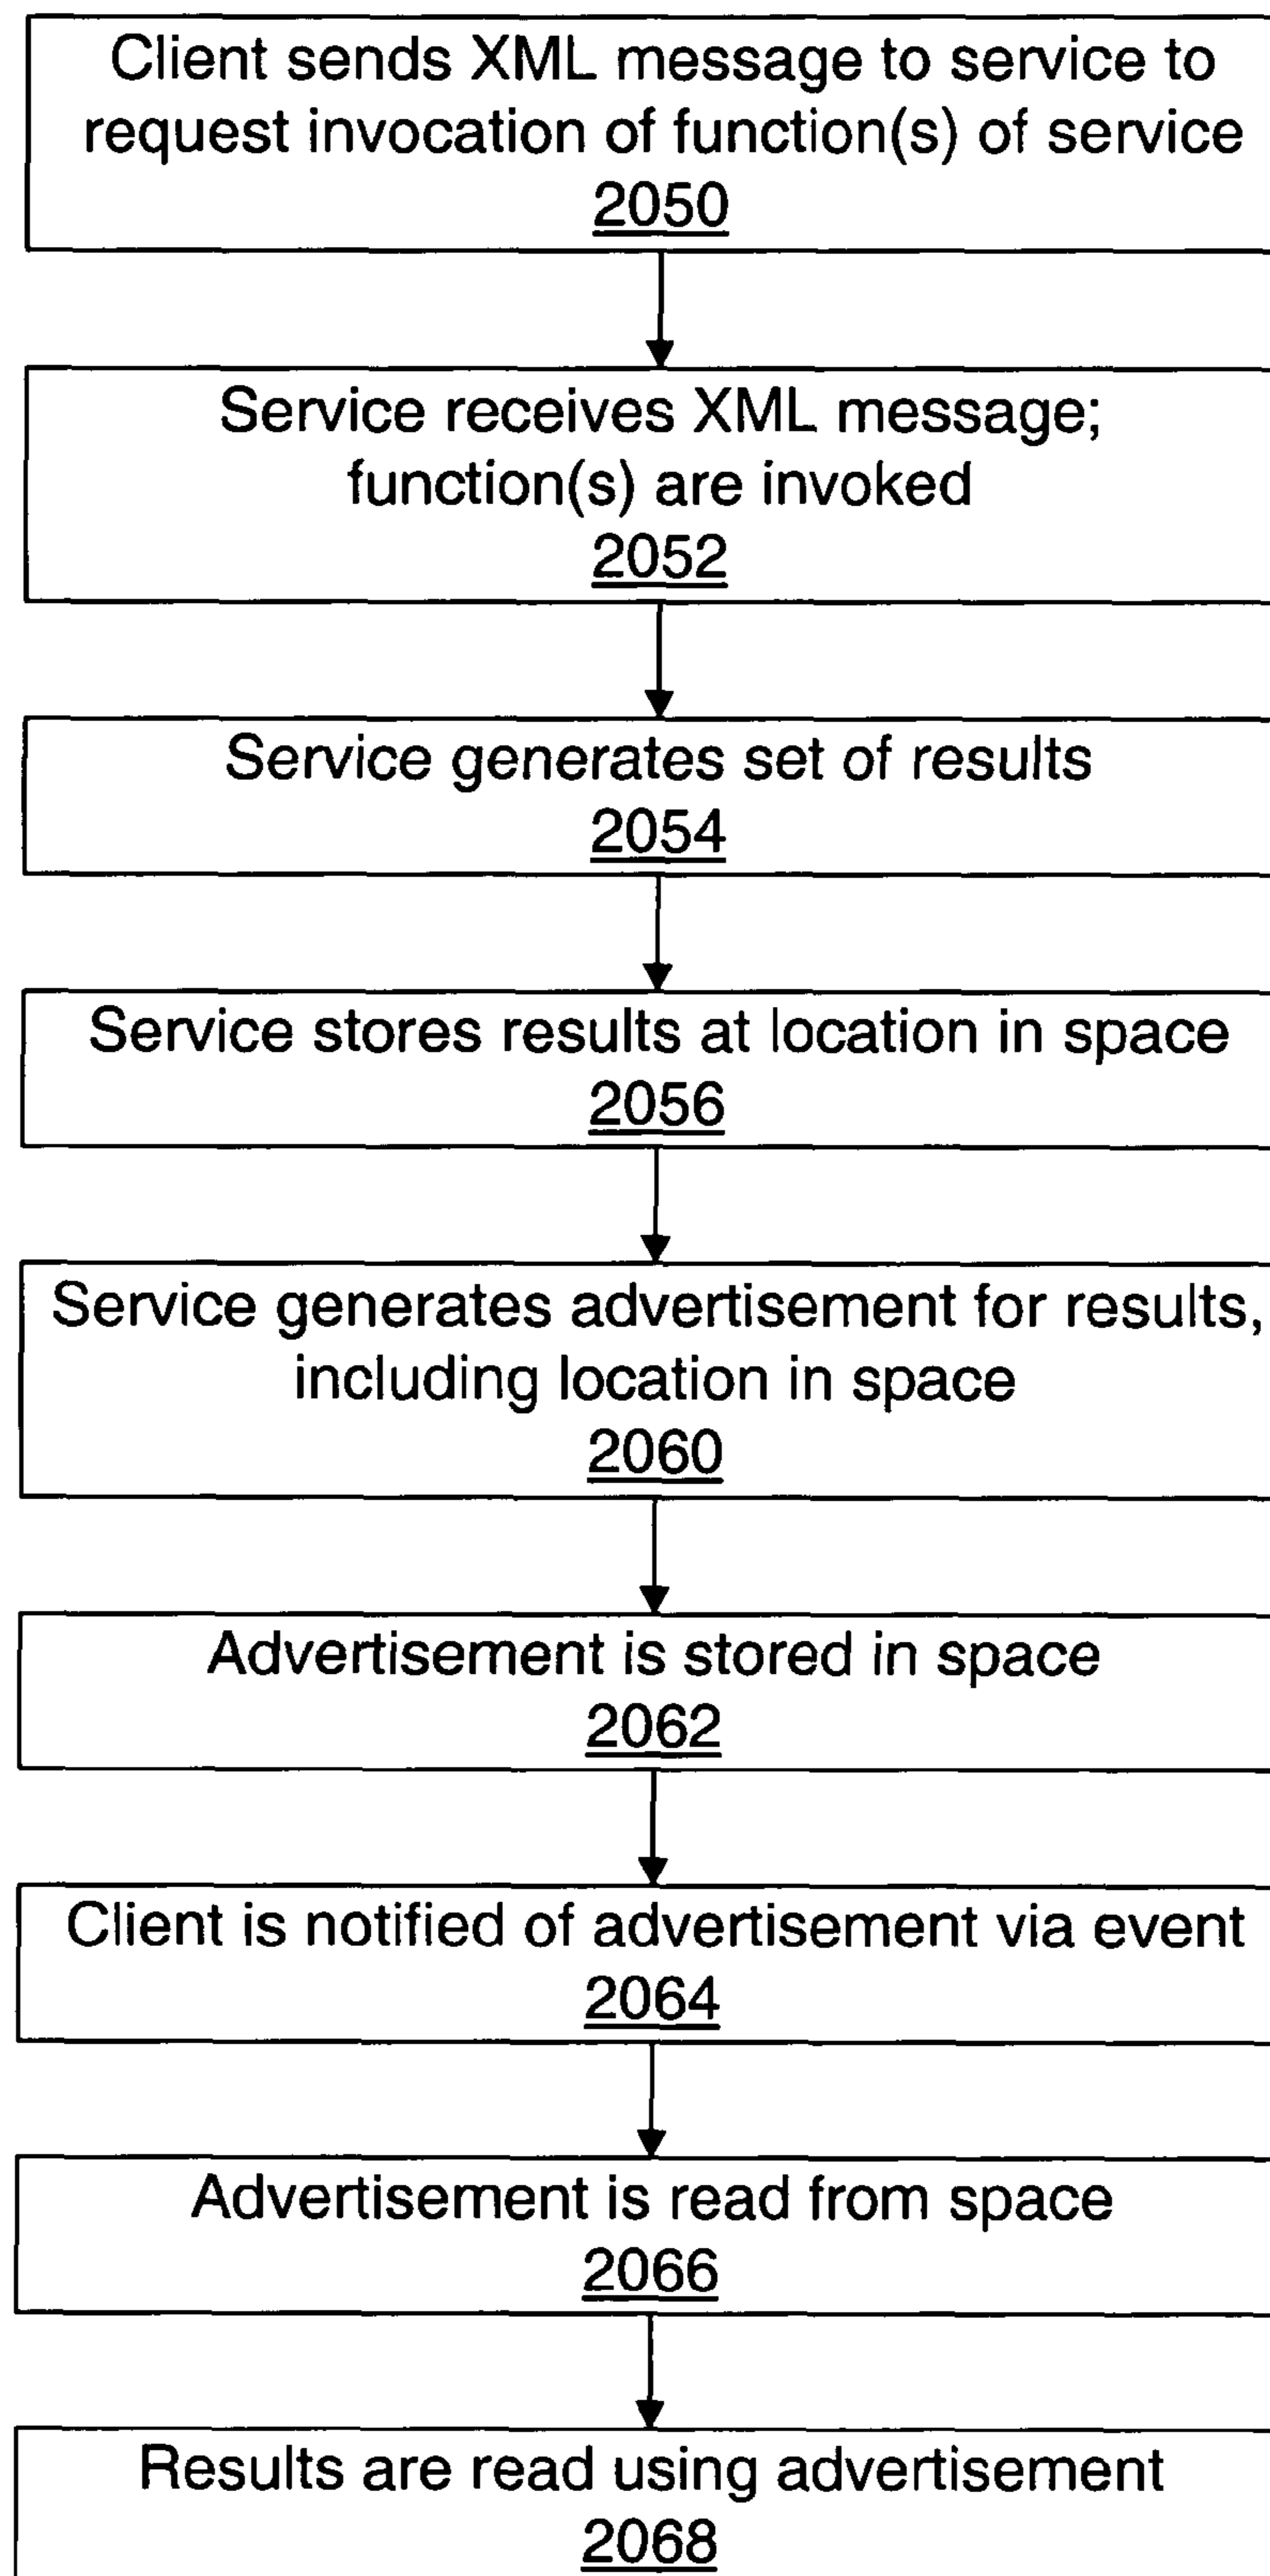 Client sends XML message to service to
request invocation of function(s) of service
2050
Service receives XML message;
function(s) are invoked
2052
Service generates set of results
2054
Service stores results at location in space
2056
Service generates advertisement for results,
including location in space
2060
Advertisement is stored in space
2062
Client is notified of advertisement via event
2064
Advertisement is read from space
2066
Results are read using advertisement
2068